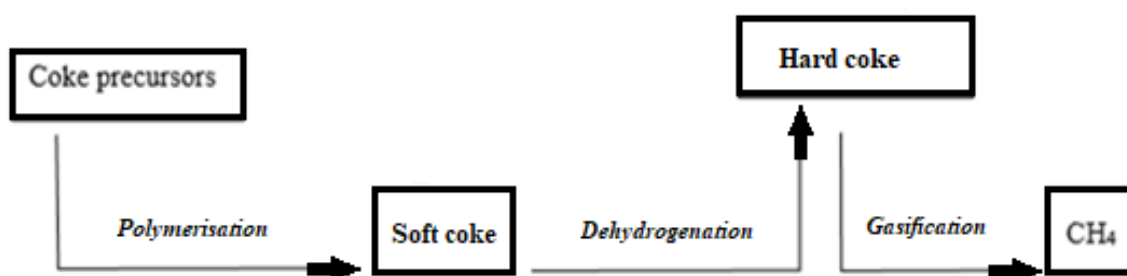 Coke precursors
Hard coke
Polymerisation
Soft coke
Dehydrogenation
Gasification
CH₄